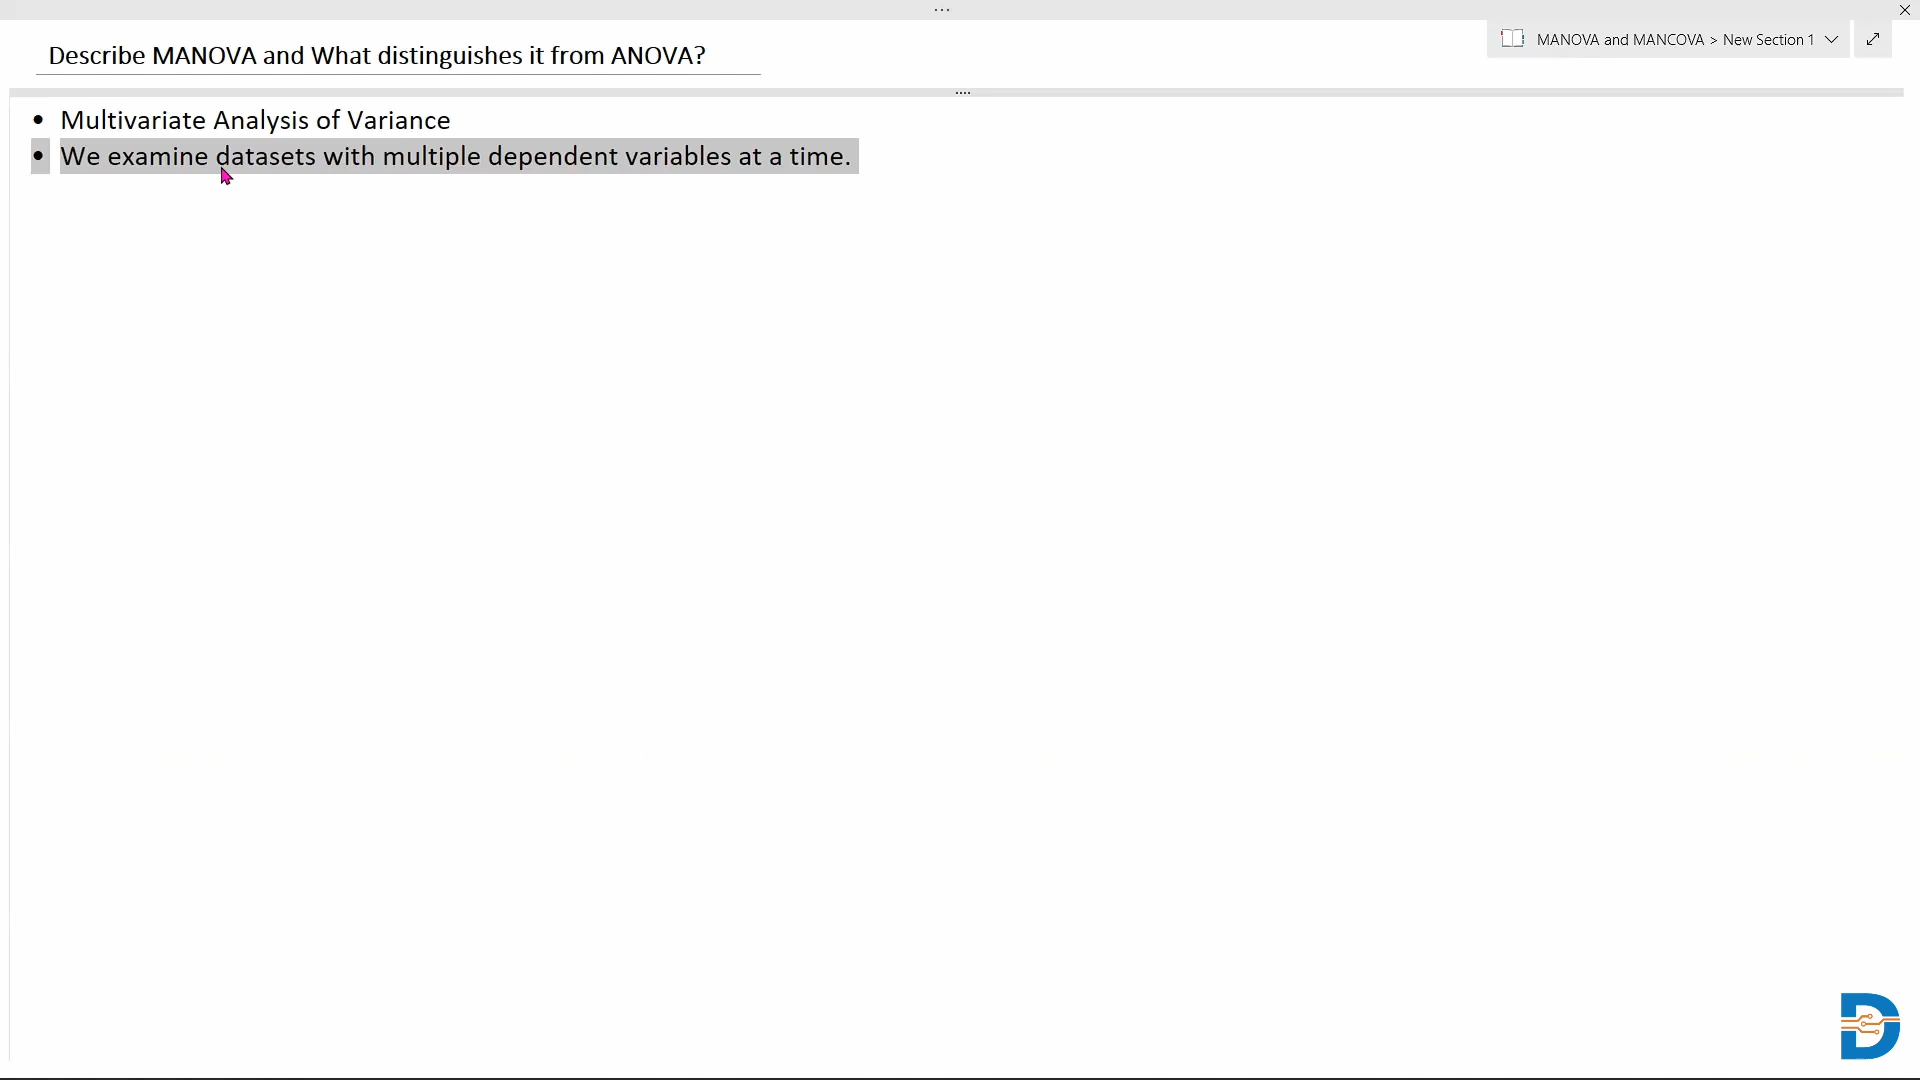 Describe MANOVA and What distinguishes it from ANOVA?
MANOVA and MANCOVA > New Section 1
• Multivariate Analysis of Variance
• We examine datasets with multiple dependent variables at a time.